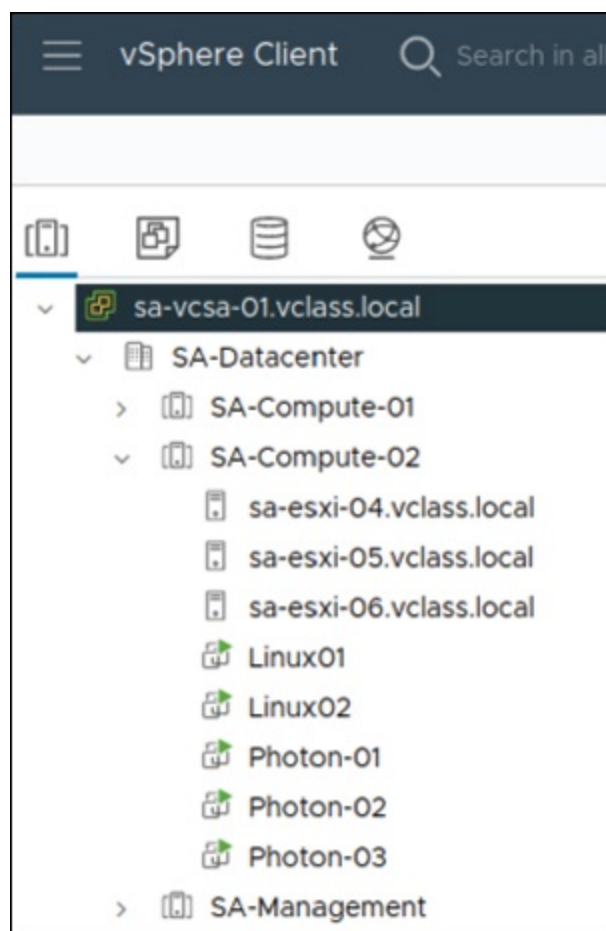 vSphere Client Search in all
sa-vcsa-01.vclass.local
SA-Datacenter
SA-Compute-01
SA-Compute-02
sa-esxi-04.vclass.local
sa-esxi-05.vclass.local
sa-esxi-06.vclass.local
Linux01
Linux02
Photon-01
Photon-02
Photon-03
SA-Management